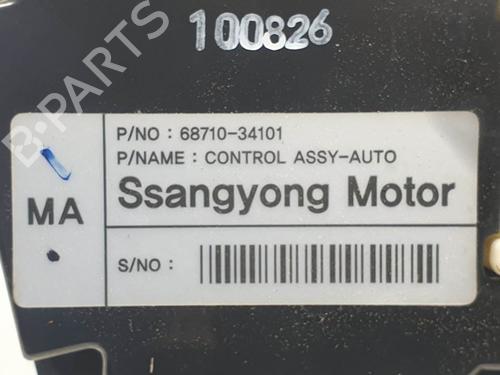 100826
B-PARTS
P/NO : 68710-34101
P/NAME : CONTROL ASSY-AUTO
MA
Ssangyong Motor
S/NO :